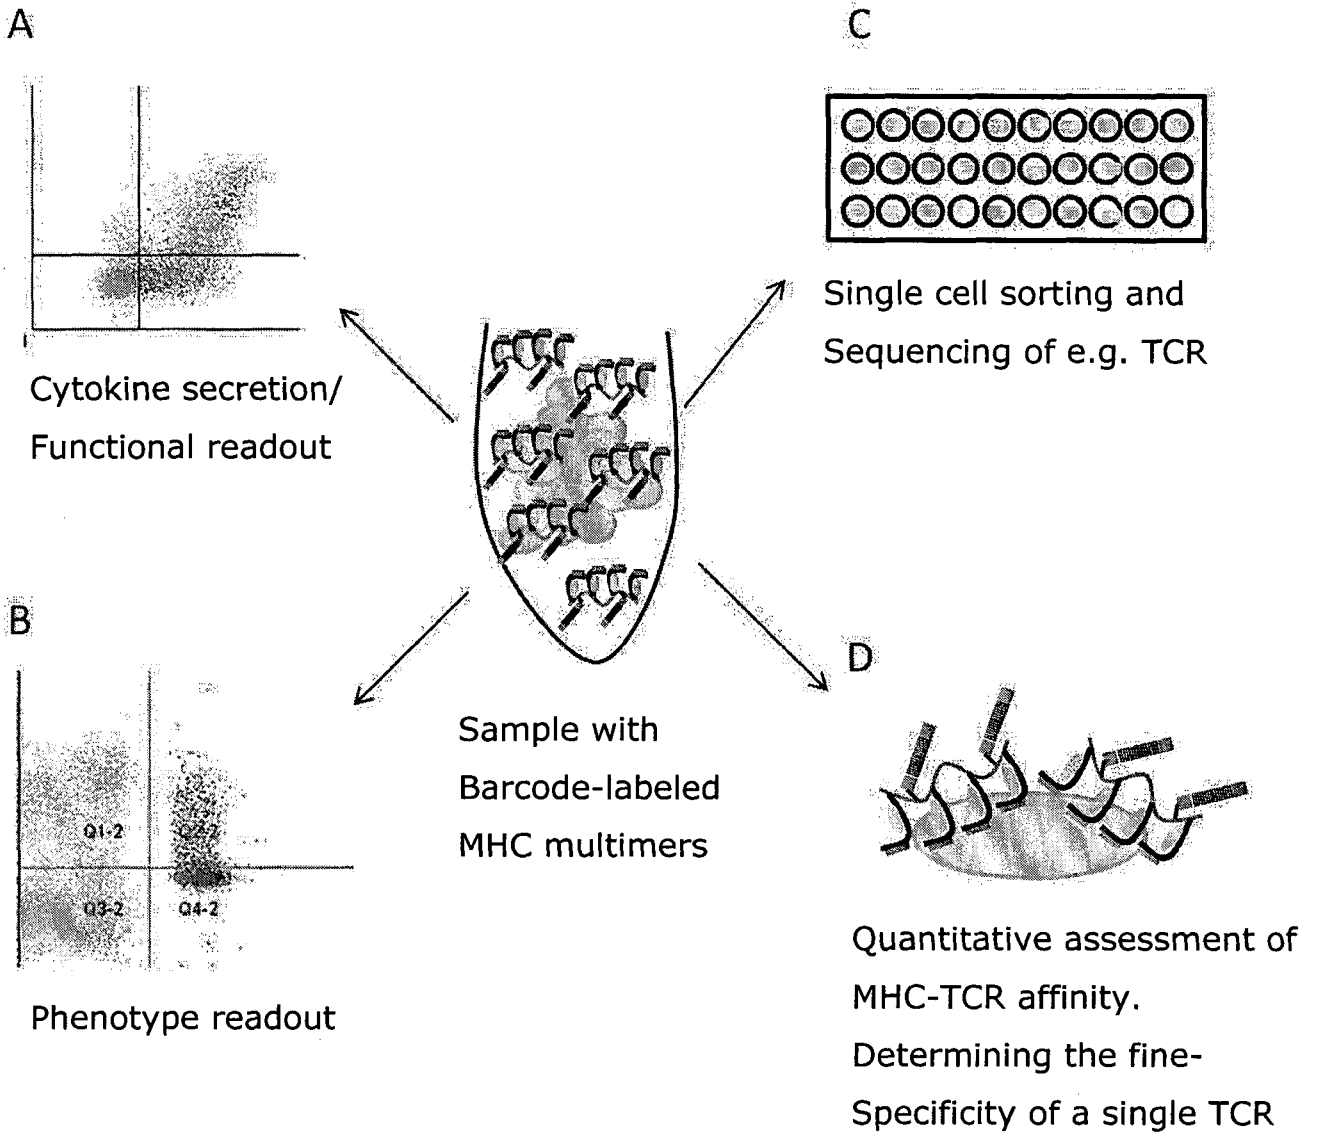 A
Cytokine secretion/
Functional readout
B
Q1-2
Q2-2
Q3-2
Q4-2
Phenotype readout
Sample with
Barcode-labeled
MHC multimers
C
Single cell sorting and
Sequencing of e.g. TCR
D
Quantitative assessment of
MHC-TCR affinity.
Determining the fine-
Specificity of a single TCR